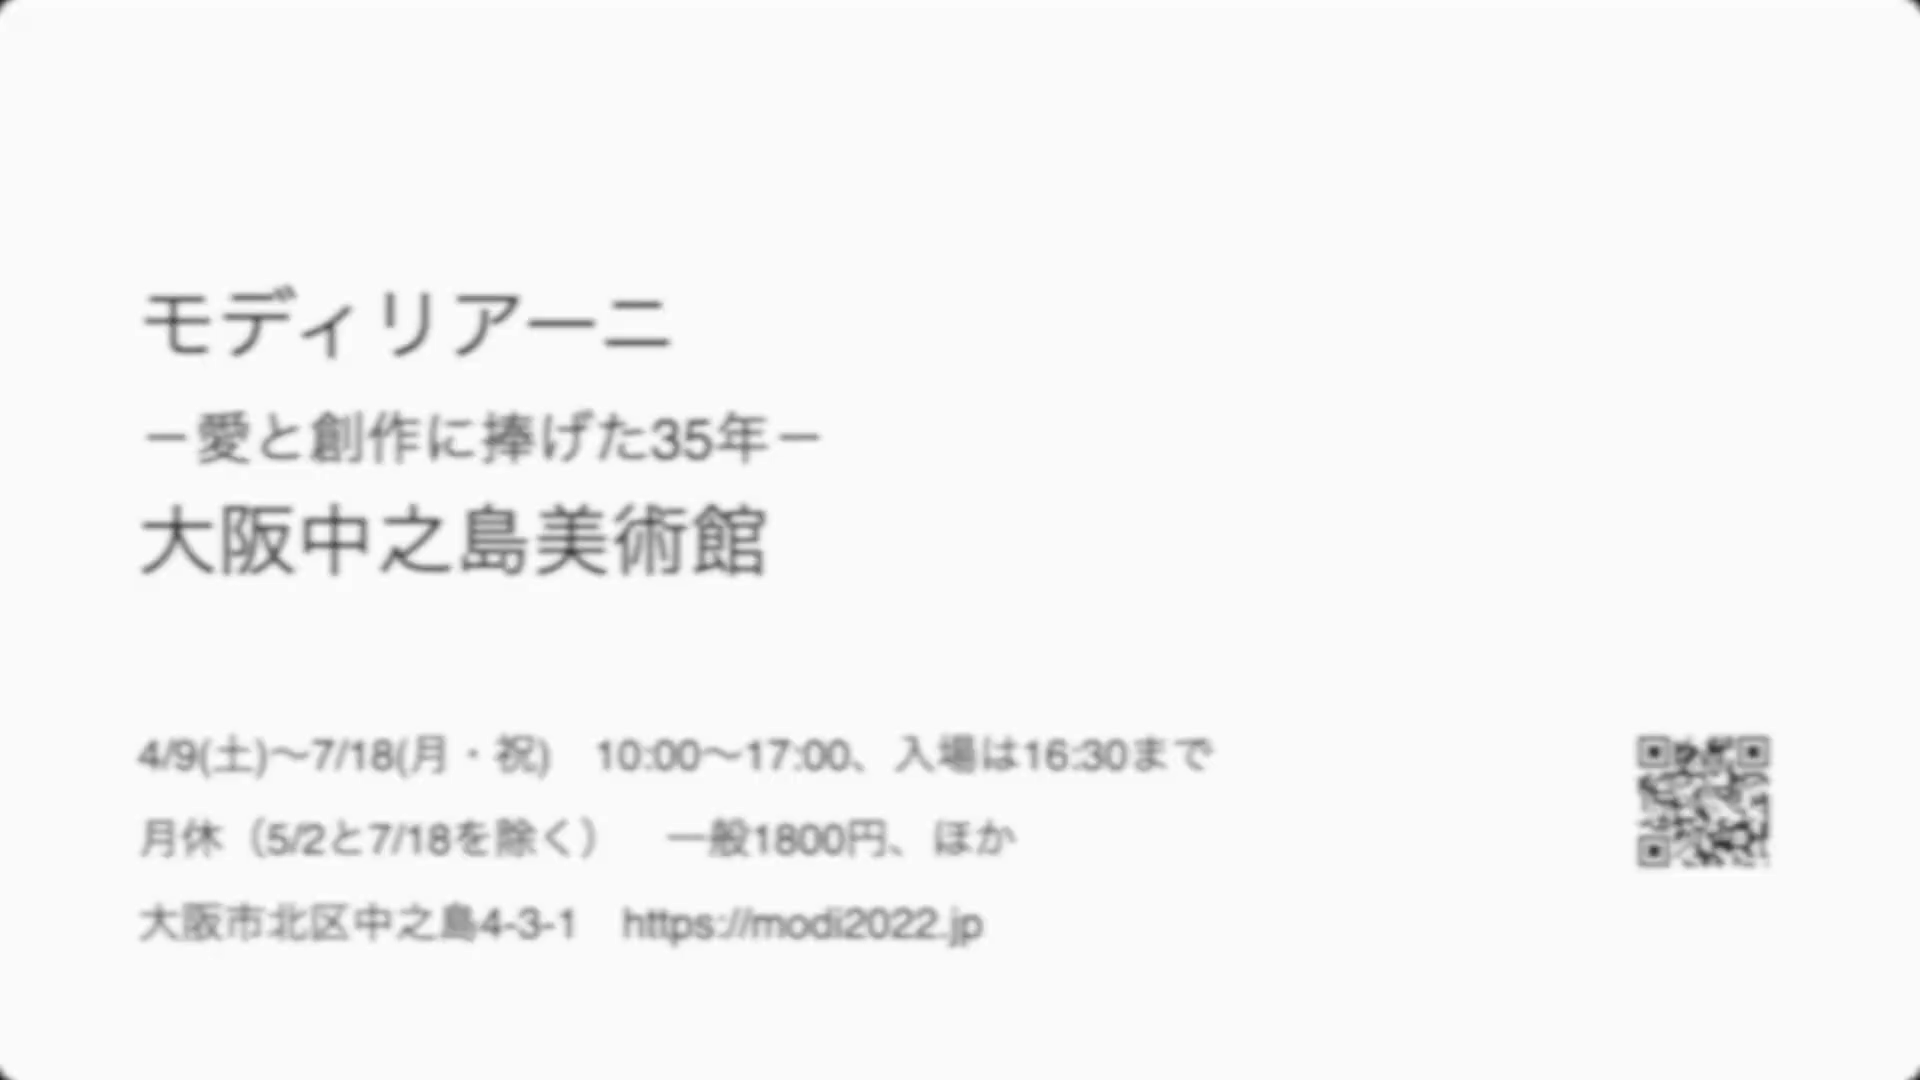 モディリアーニ
－愛と創作に捧げた35年－
大阪中之島美術館
4/9(土)〜7/18(月・祝)　10:00〜17:00、入場は16:30まで
月休（5/2と7/18を除く）　一般1800円、ほか
大阪市北区中之島4-3-1　https://modi2022.jp